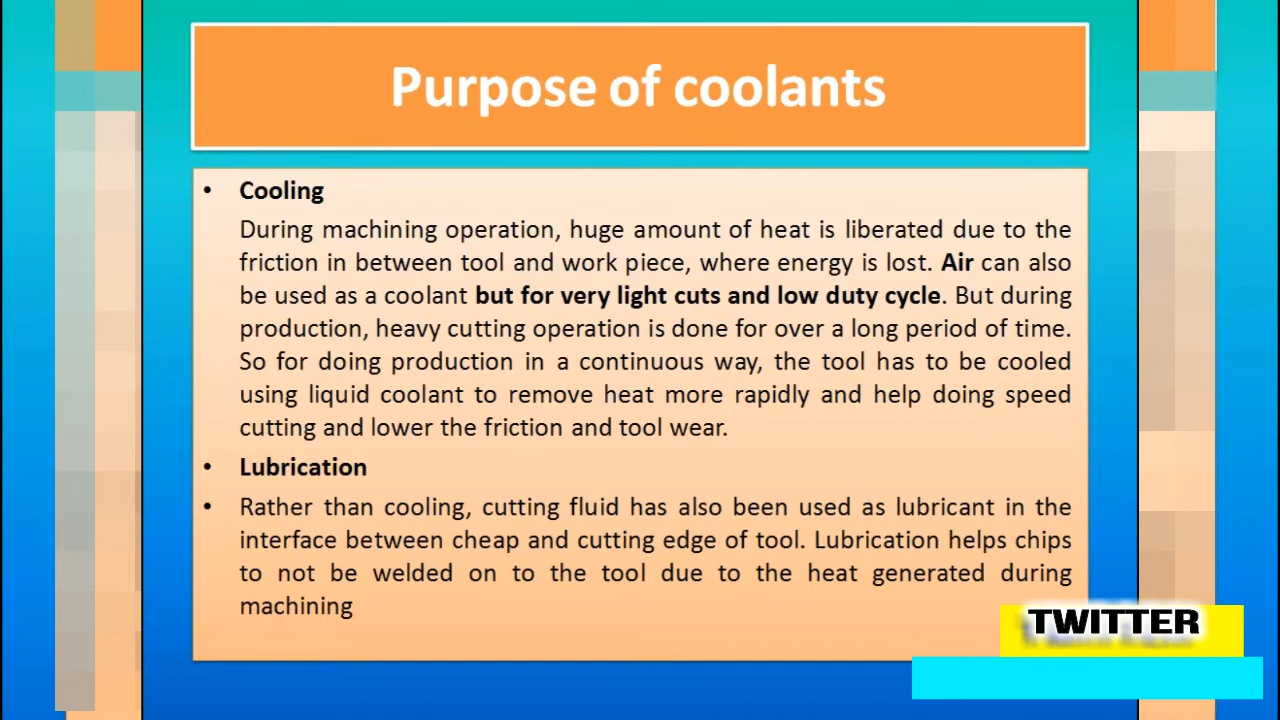 Purpose of coolants
• Cooling
During machining operation, huge amount of heat is liberated due to the
friction in between tool and work piece, where energy is lost. Air can also
be used as a coolant but for very light cuts and low duty cycle. But during
production, heavy cutting operation is done for over a long period of time.
So for doing production in a continuous way, the tool has to be cooled
using liquid coolant to remove heat more rapidly and help doing speed
cutting and lower the friction and tool wear.
• Lubrication
• Rather than cooling, cutting fluid has also been used as lubricant in the
interface between cheap and cutting edge of tool. Lubrication helps chips
to not be welded on to the tool due to the heat generated during
machining
TWITTER